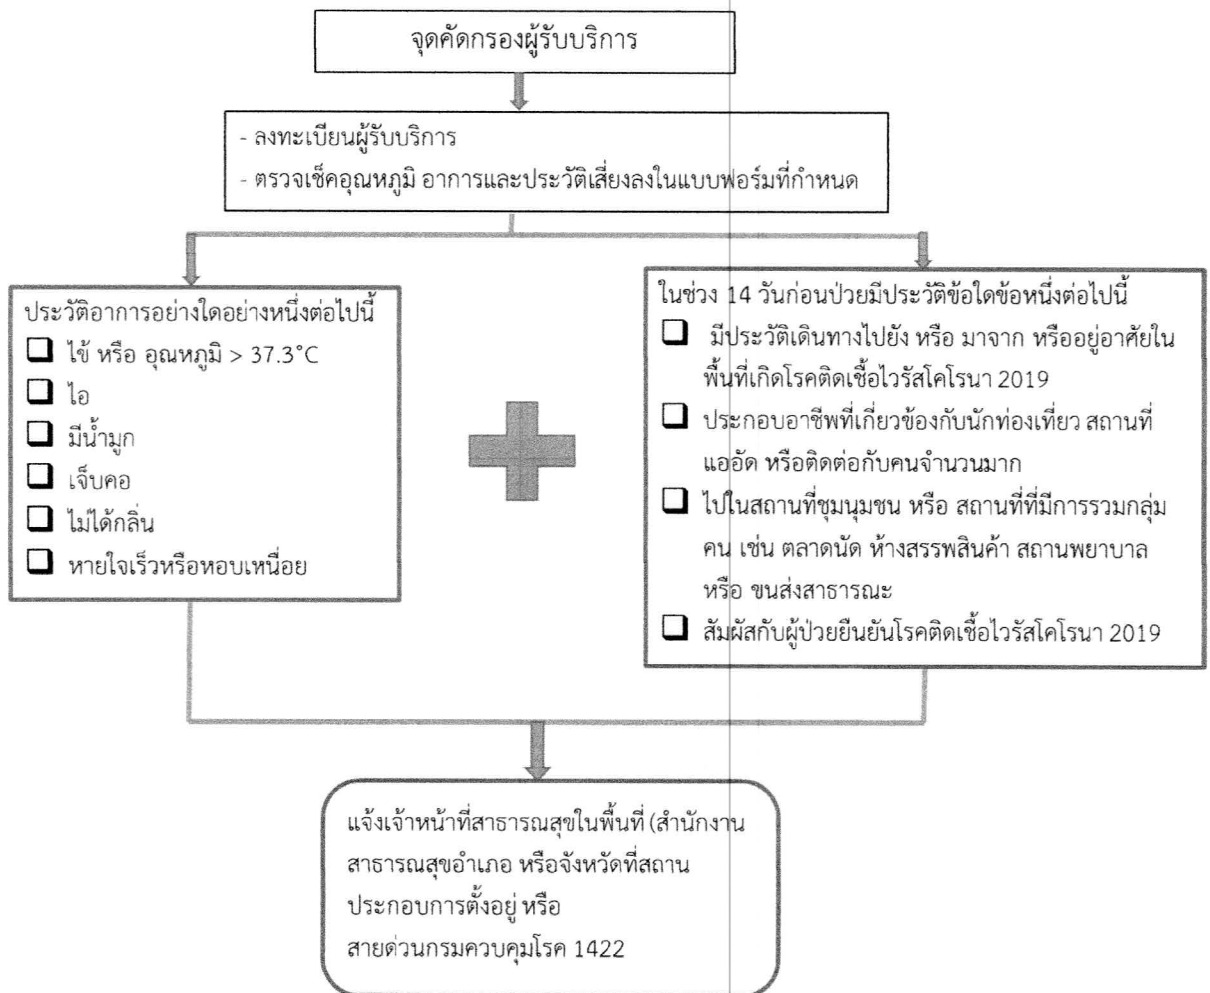 จุดคัดกรองผู้รับบริการ
- ลงทะเบียนผู้รับบริการ
- ตรวจเช็คอุณหภูมิ อาการและประวัติเสี่ยงลงในแบบฟอร์มที่กำหนด
ประวัติอาการอย่างใดอย่างหนึ่งต่อไปนี้
ไข้ หรือ อุณหภูมิ > 37.3°C
ไอ
มีน้ำมูก
เจ็บคอ
ไม่ได้กลิ่น
หายใจเร็วหรือหอบเหนื่อย
ในช่วง 14 วันก่อนป่วยมีประวัติข้อใดข้อหนึ่งต่อไปนี้
มีประวัติเดินทางไปยัง หรือ มาจาก หรืออยู่อาศัยใน
พื้นที่เกิดโรคติดเชื้อไวรัสโคโรนา 2019
ประกอบอาชีพที่เกี่ยวข้องกับนักท่องเที่ยว สถานที่
แออัด หรือติดต่อกับคนจำนวนมาก
ไปในสถานที่ชุมนุมชน หรือ สถานที่ที่มีการรวมกลุ่ม
คน เช่น ตลาดนัด ห้างสรรพสินค้า สถานพยาบาล
หรือ ขนส่งสาธารณะ
สัมผัสกับผู้ป่วยยืนยันโรคติดเชื้อไวรัสโคโรนา 2019
แจ้งเจ้าหน้าที่สาธารณสุขในพื้นที่ (สำนักงาน
สาธารณสุขอำเภอ หรือจังหวัดที่สถาน
ประกอบการตั้งอยู่ หรือ
สายด่วนกรมควบคุมโรค 1422